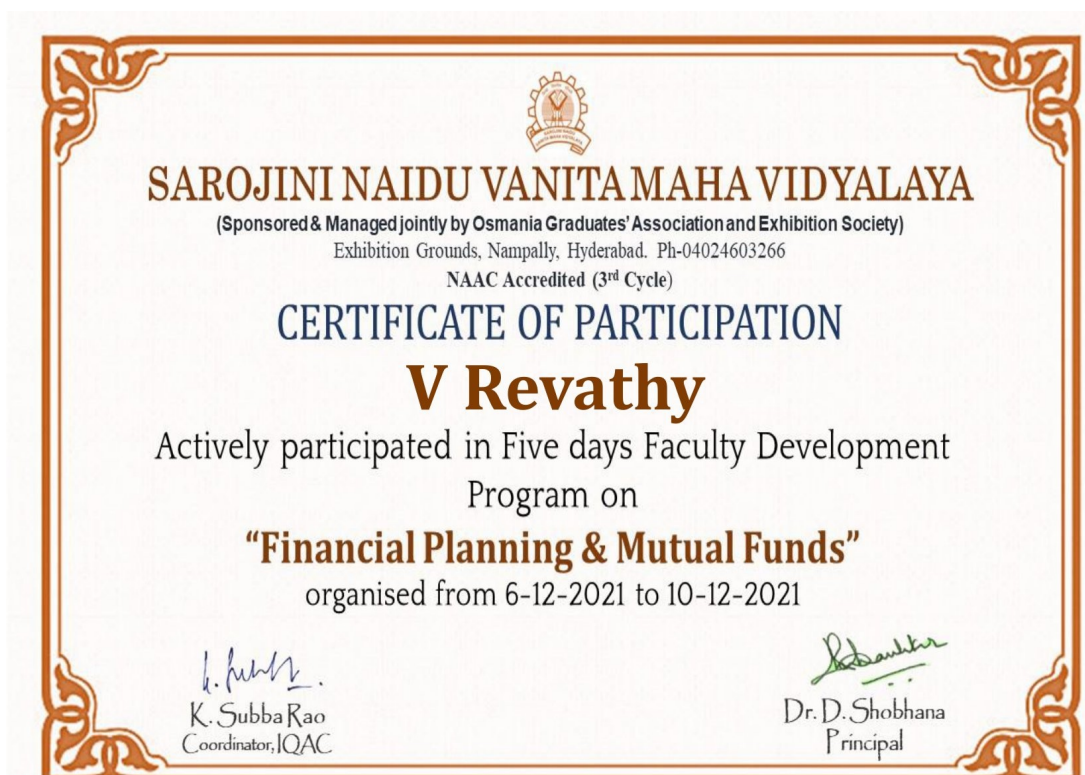 SAROJINI NAIDU VANITA MAHA VIDYALAYA
(Sponsored & Managed jointly by Osmania Graduates' Association and Exhibition Society)
Exhibition Grounds, Nampally, Hyderabad. Ph-04024603266
NAAC Accredited (3rd Cycle)
CERTIFICATE OF PARTICIPATION
V Revathy
Actively participated in Five days Faculty Development
Program on
“Financial Planning & Mutual Funds”
organised from 6-12-2021 to 10-12-2021
K. Subba Rao
Coordinator, IQAC
Dr. D. Shobhana
Principal